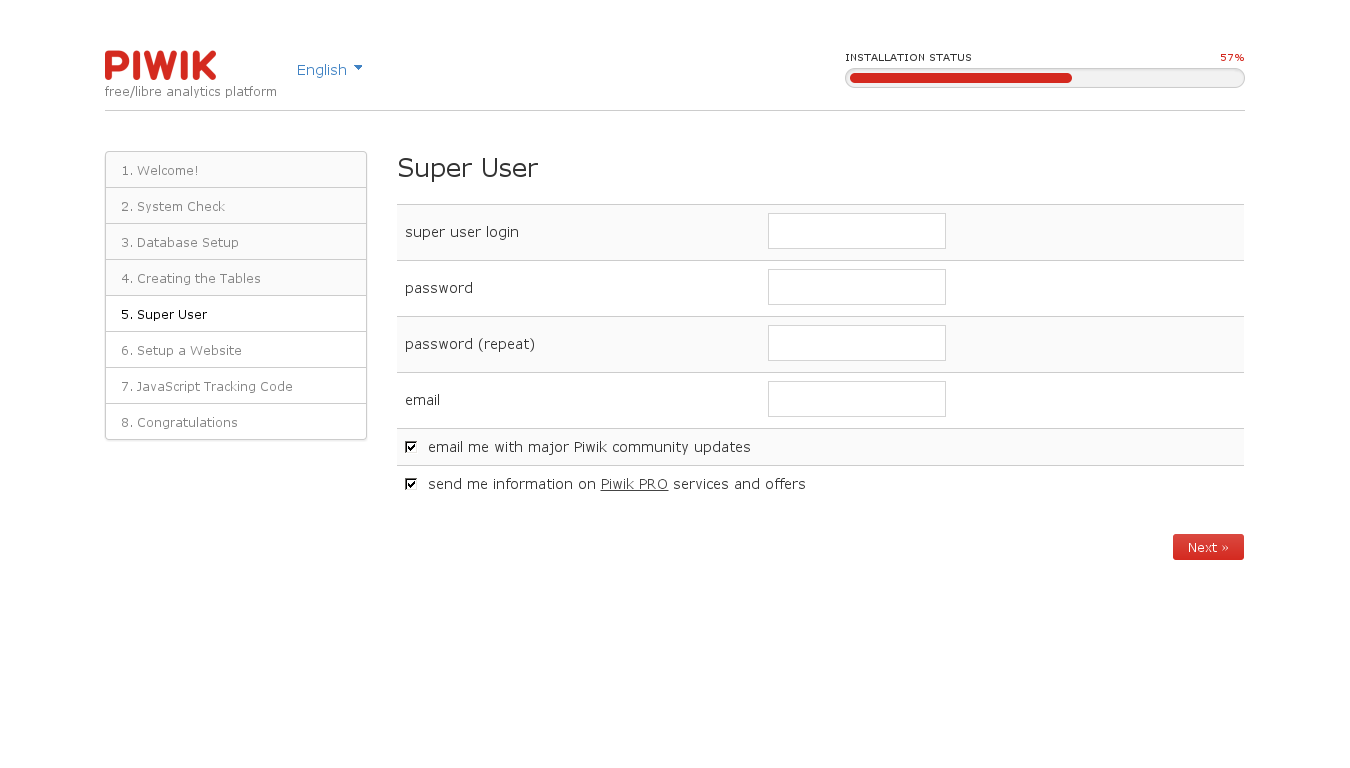 PIWIK
free/libre analytics platform
English
INSTALLATION STATUS 57%
1. Welcome!
2. System Check
3. Database Setup
4. Creating the Tables
5. Super User
6. Setup a Website
7. JavaScript Tracking Code
8. Congratulations
Super User
super user login
password
password (repeat)
email
email me with major Piwik community updates
send me information on Piwik PRO services and offers
Next »